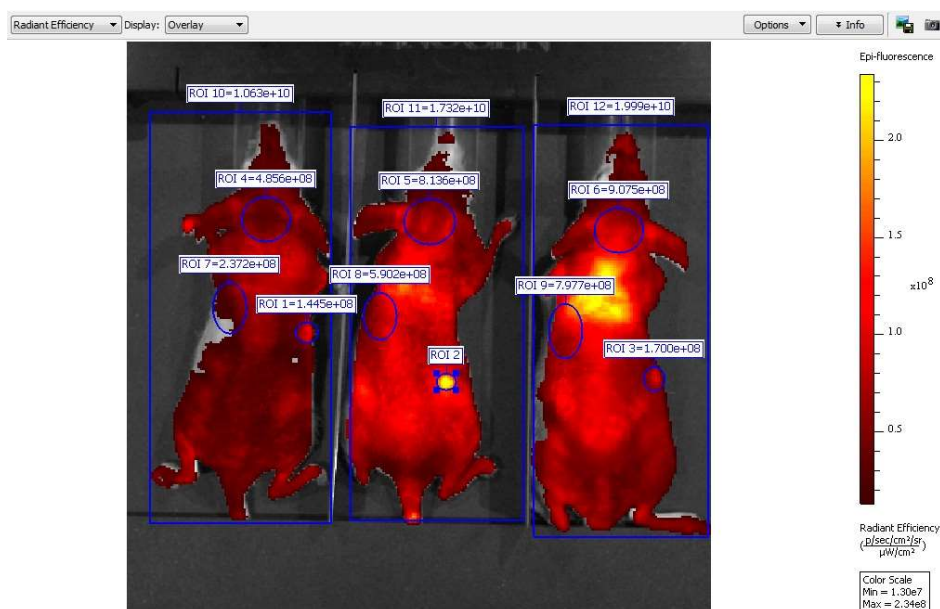 Radiant Efficiency Display: Overlay Options Info
Epi-fluorescence
ROI 10=1.063e+10
ROI 11=1.732e+10
ROI 12=1.999e+10
ROI 4=4.856e+08
ROI 5=8.136e+08
ROI 6=9.075e+08
ROI 7=2.372e+08
ROI 8=5.902e+08
ROI 9=7.977e+08
ROI 1=1.445e+08
ROI 2
ROI 3=1.700e+08
2.0
1.5
x10⁸
1.0
0.5
Radiant Efficiency
(p/sec/cm²/sr
µW/cm²)
Color Scale
Min = 1.30e7
Max = 2.34e8